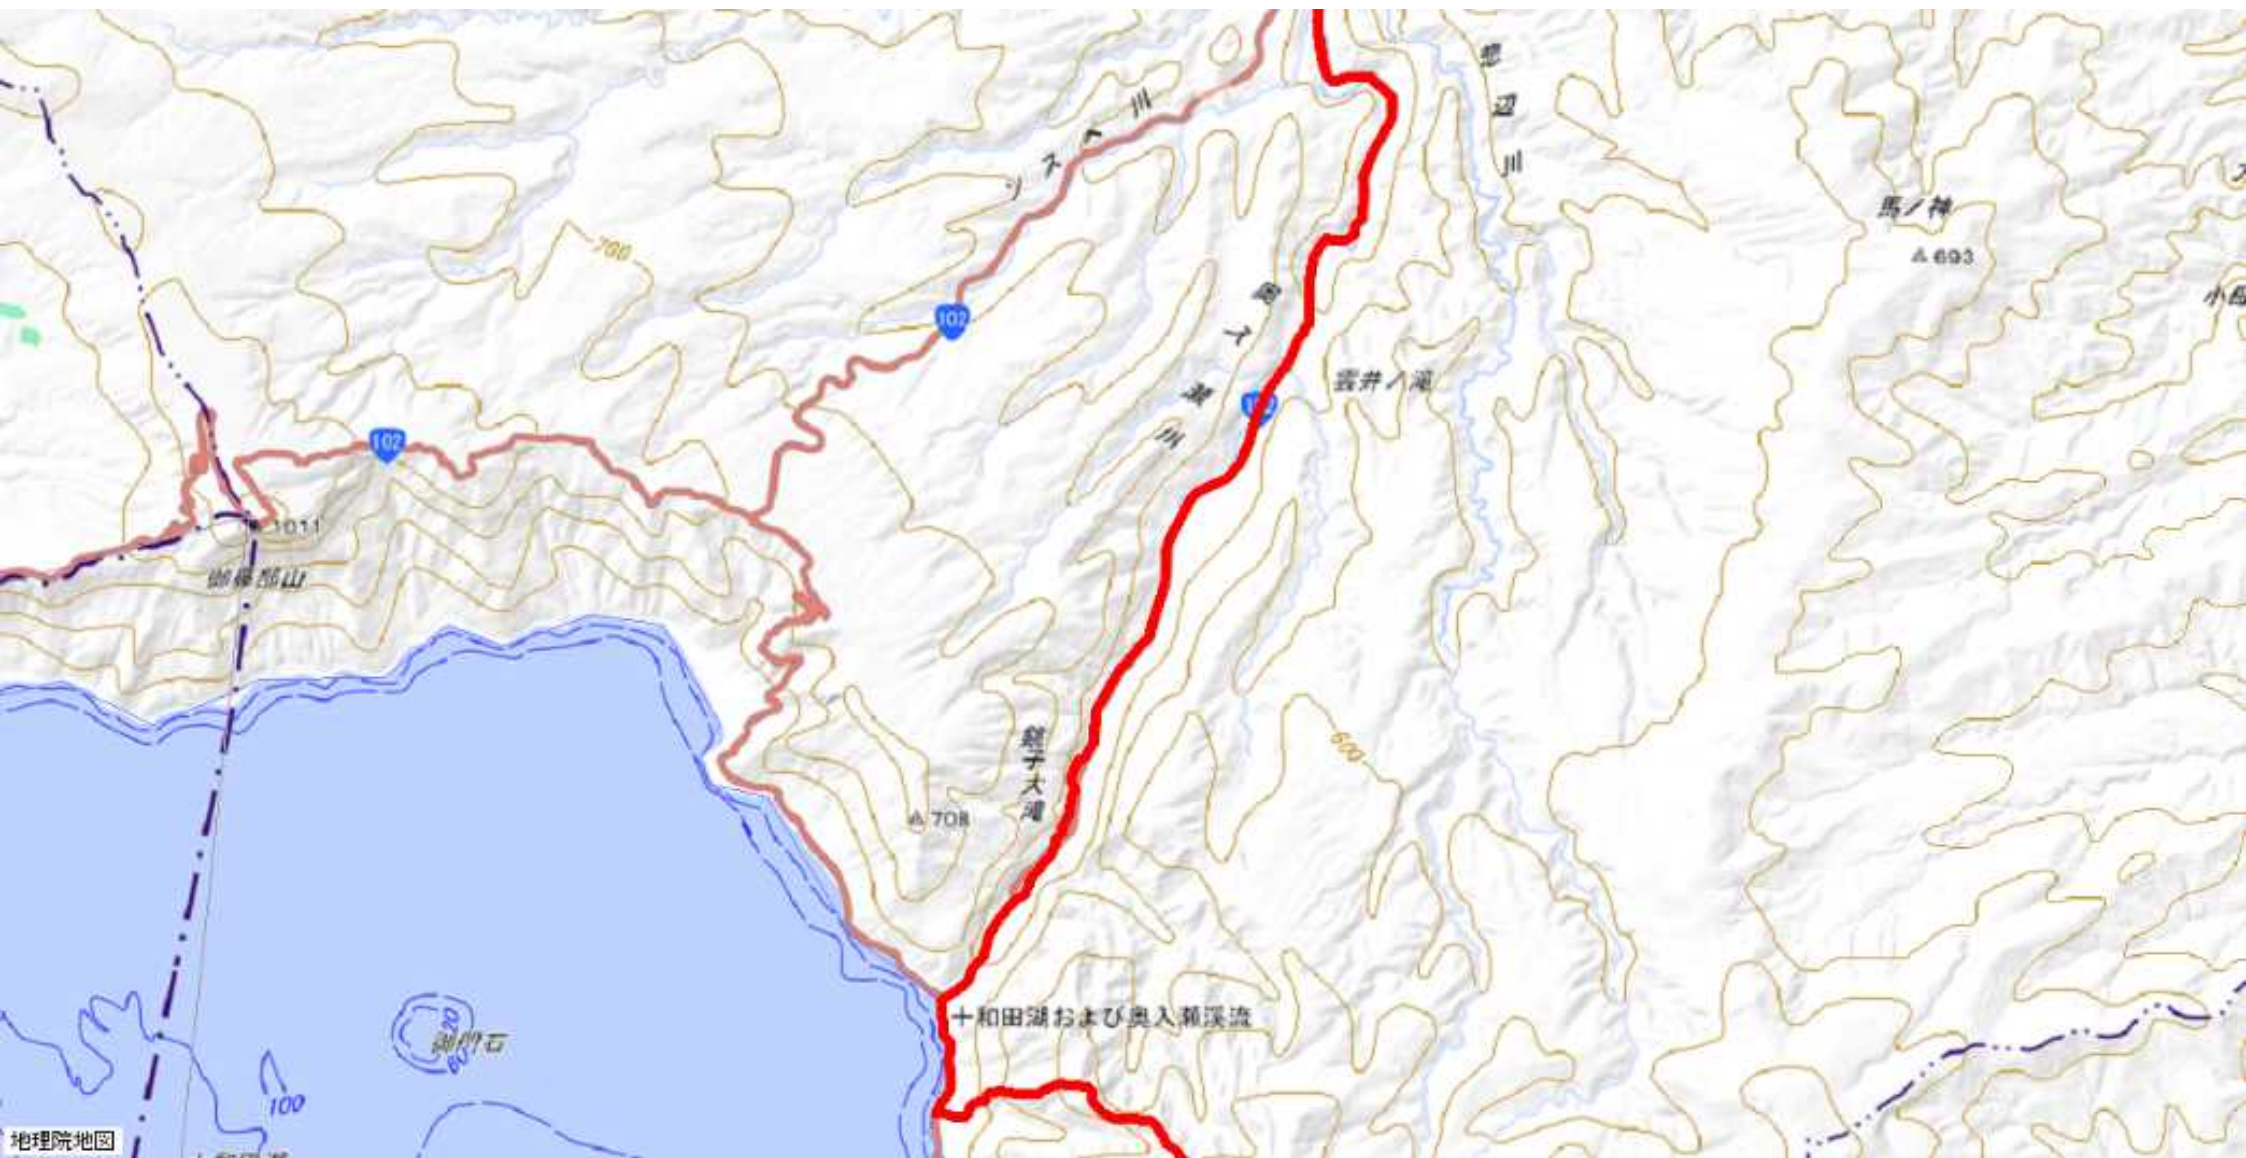 惣辺川
ソスベ川
馬ノ神
693
700
102
奥入瀬川
102
雲井ノ滝
102
1011
御鼻部山
銚子大滝
600
708
十和田湖および奥入瀬溪流
20
御門石
100
地理院地図